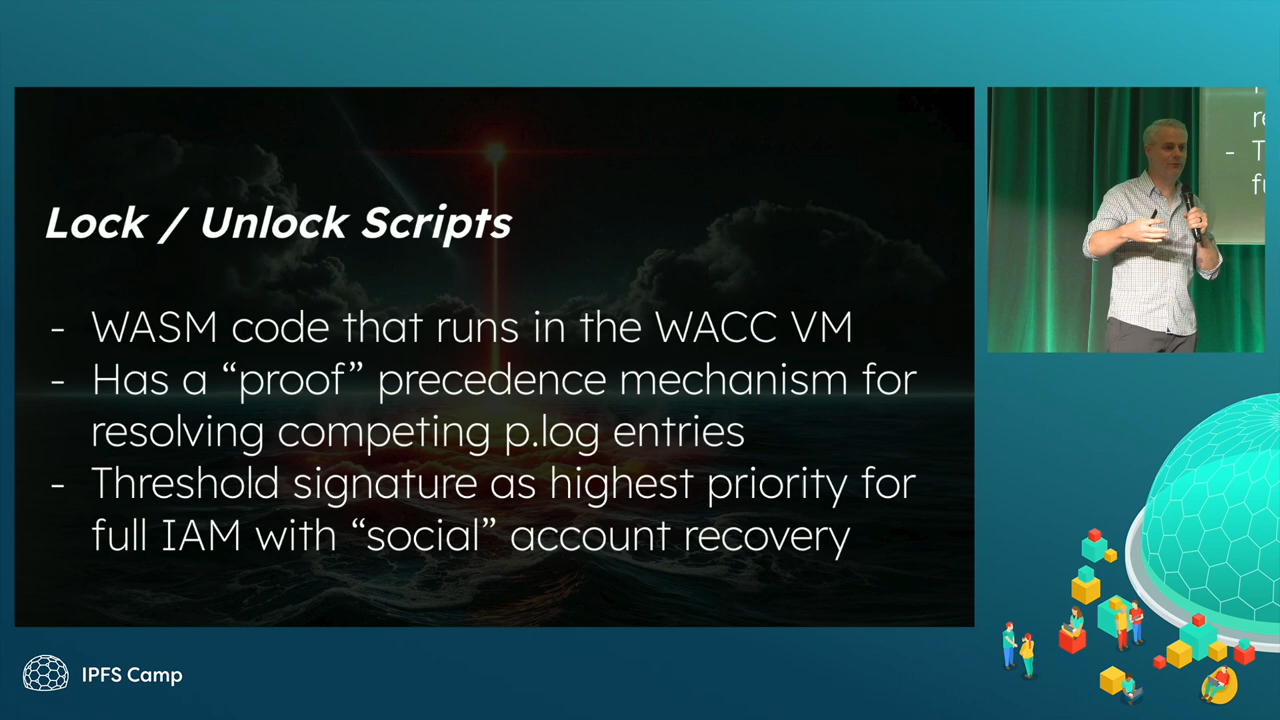 Lock / Unlock Scripts
- WASM code that runs in the WACC VM
- Has a “proof” precedence mechanism for
resolving competing p.log entries
- Threshold signature as highest priority for
full IAM with “social” account recovery
- T
IPFS Camp